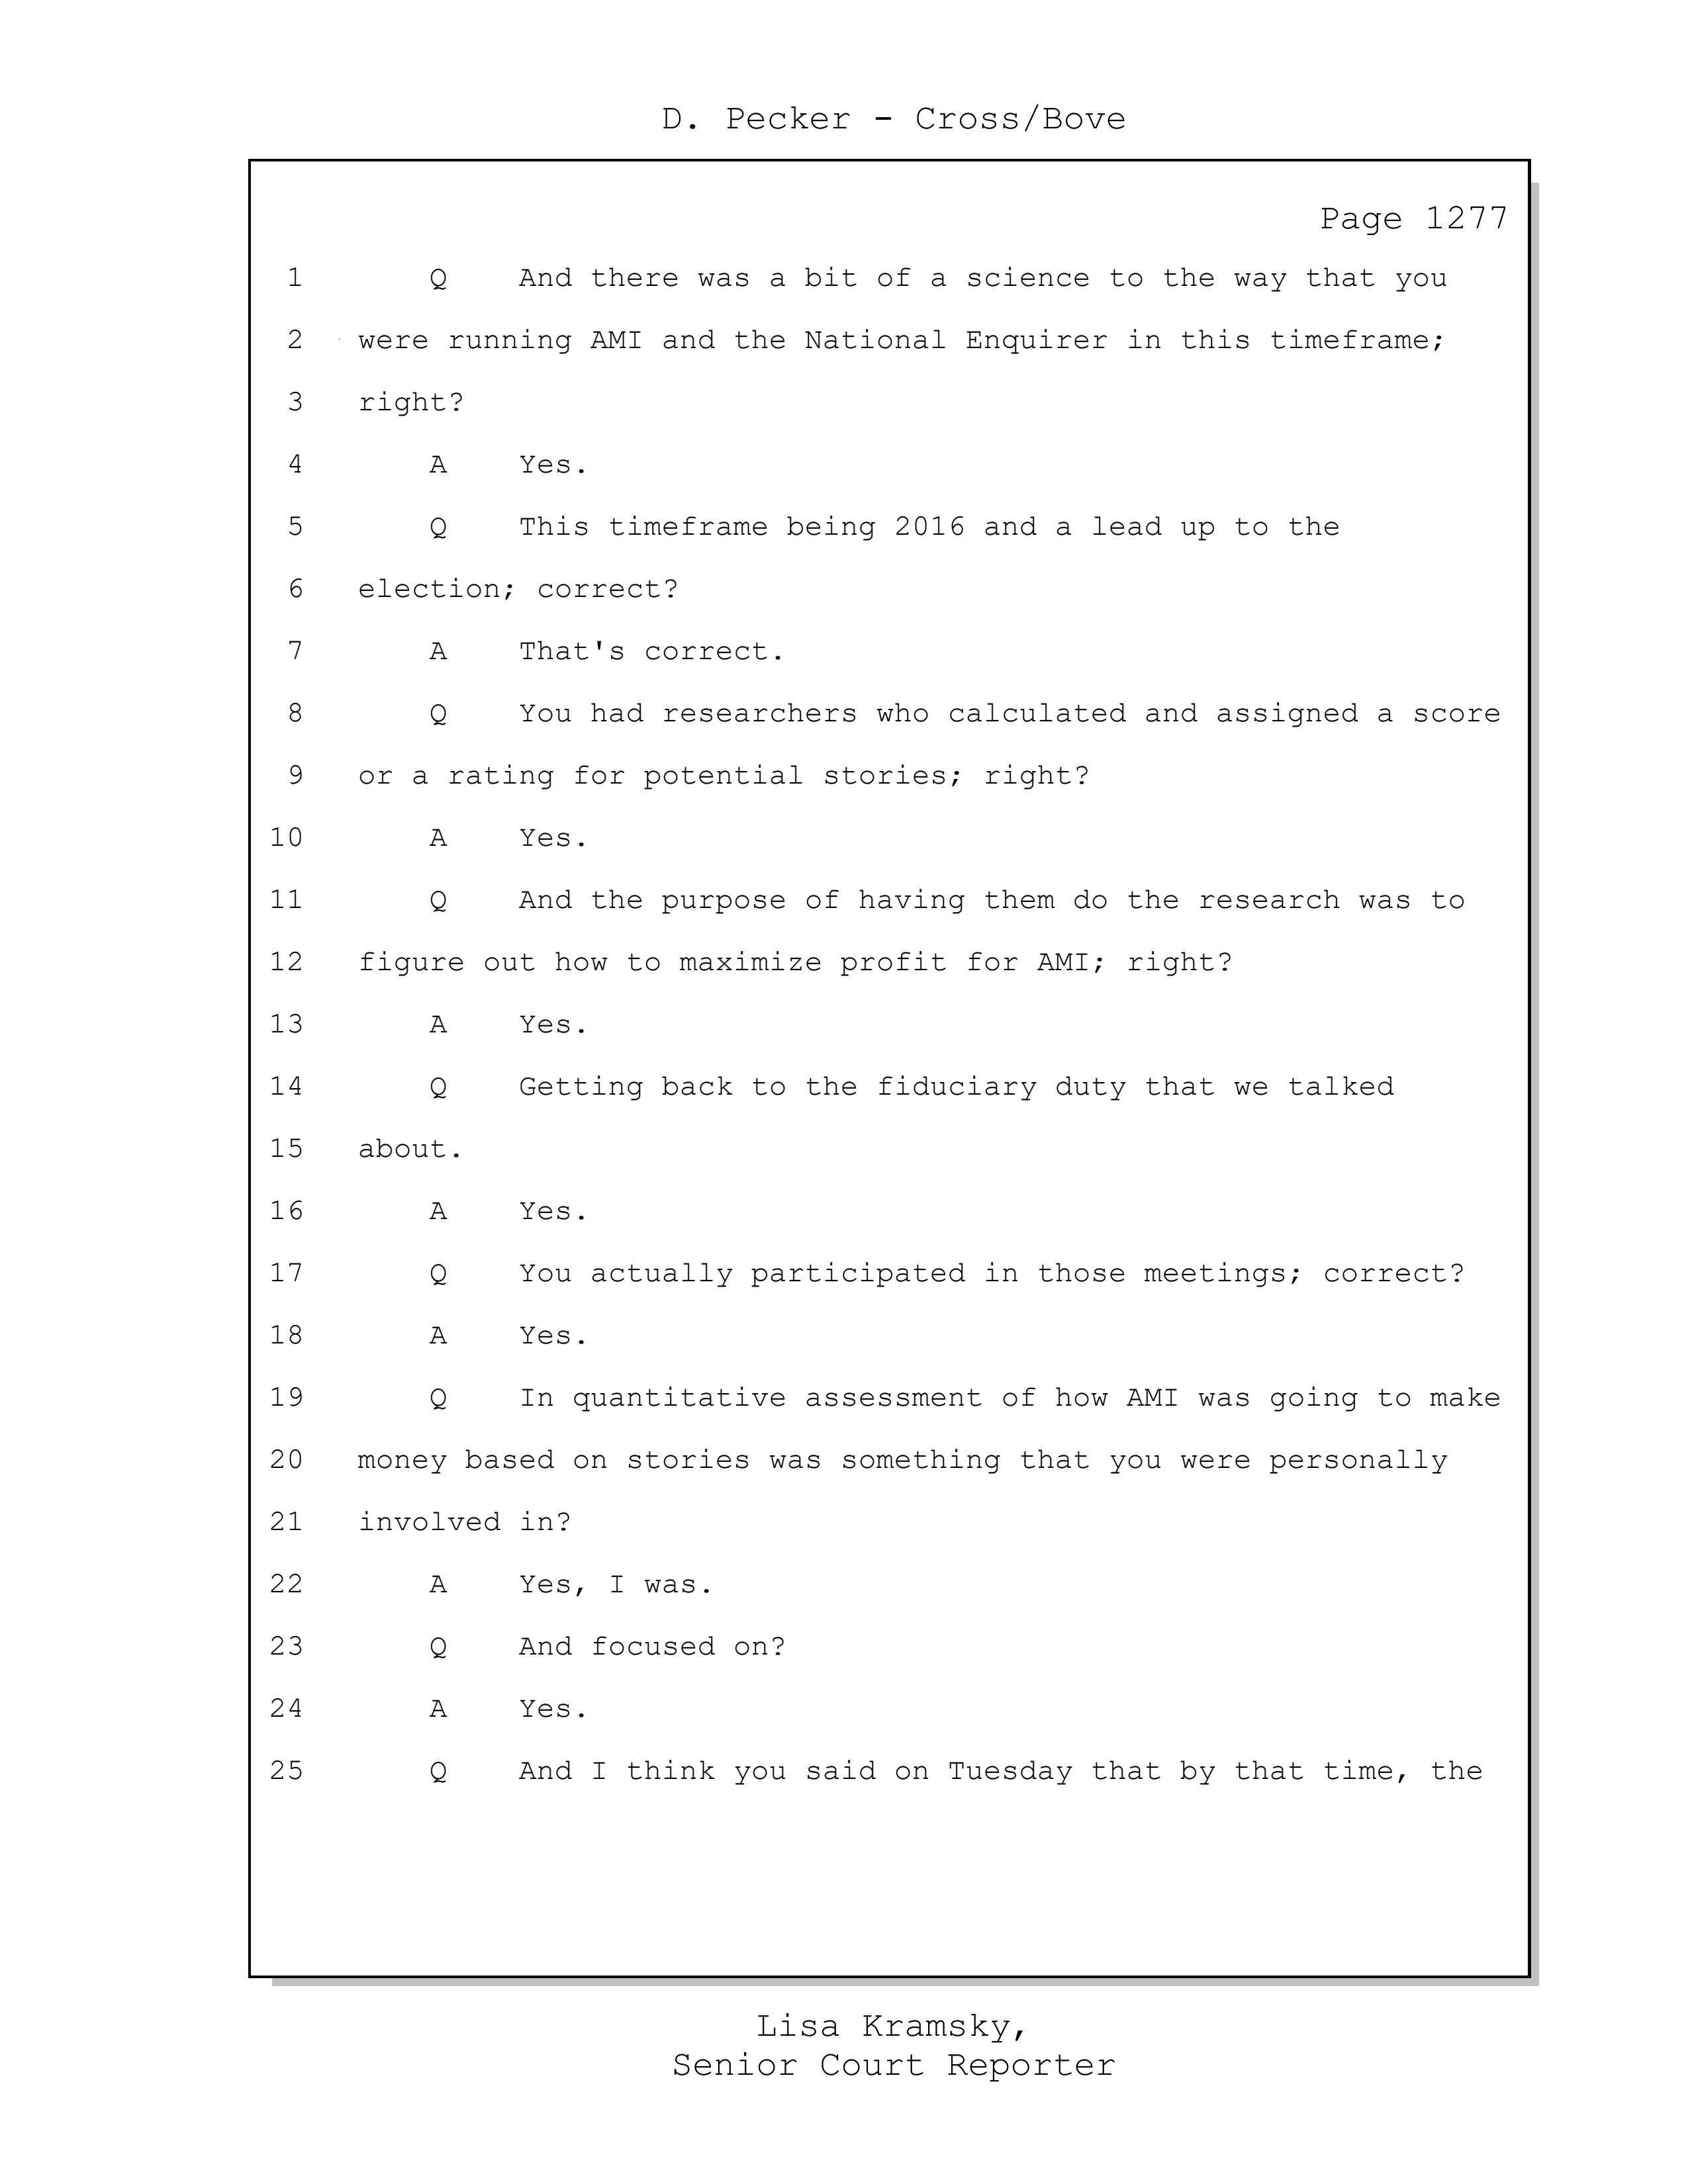 D. Pecker - Cross/Bove
Page 1277
1 Q And there was a bit of a science to the way that you
2 were running AMI and the National Enquirer in this timeframe;
3 right?
4 A Yes.
5 Q This timeframe being 2016 and a lead up to the
6 election; correct?
7 A That's correct.
8 Q You had researchers who calculated and assigned a score
9 or a rating for potential stories; right?
10 A Yes.
11 Q And the purpose of having them do the research was to
12 figure out how to maximize profit for AMI; right?
13 A Yes.
14 Q Getting back to the fiduciary duty that we talked
15 about.
16 A Yes.
17 Q You actually participated in those meetings; correct?
18 A Yes.
19 Q In quantitative assessment of how AMI was going to make
20 money based on stories was something that you were personally
21 involved in?
22 A Yes, I was.
23 Q And focused on?
24 A Yes.
25 Q And I think you said on Tuesday that by that time, the
Lisa Kramsky,
Senior Court Reporter